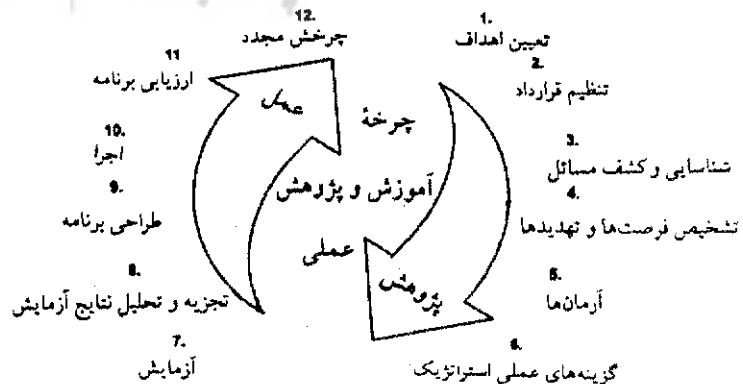 1.
تعیین اهداف
2.
تنظیم قرارداد
3.
شناسایی و کشف مسائل
4.
تشخیص فرصت‌ها و تهدیدها
5.
آرمان‌ها
6.
گزینه‌های عملی استراتژیک
7.
آزمایش
8.
تجزیه و تحلیل نتایج آزمایش
9.
طراحی برنامه
10.
اجرا
11
ارزیابی برنامه
12.
چرخش مجدد
چرخهٔ
آموزش و پژوهش
عملی
عمل
پژوهش